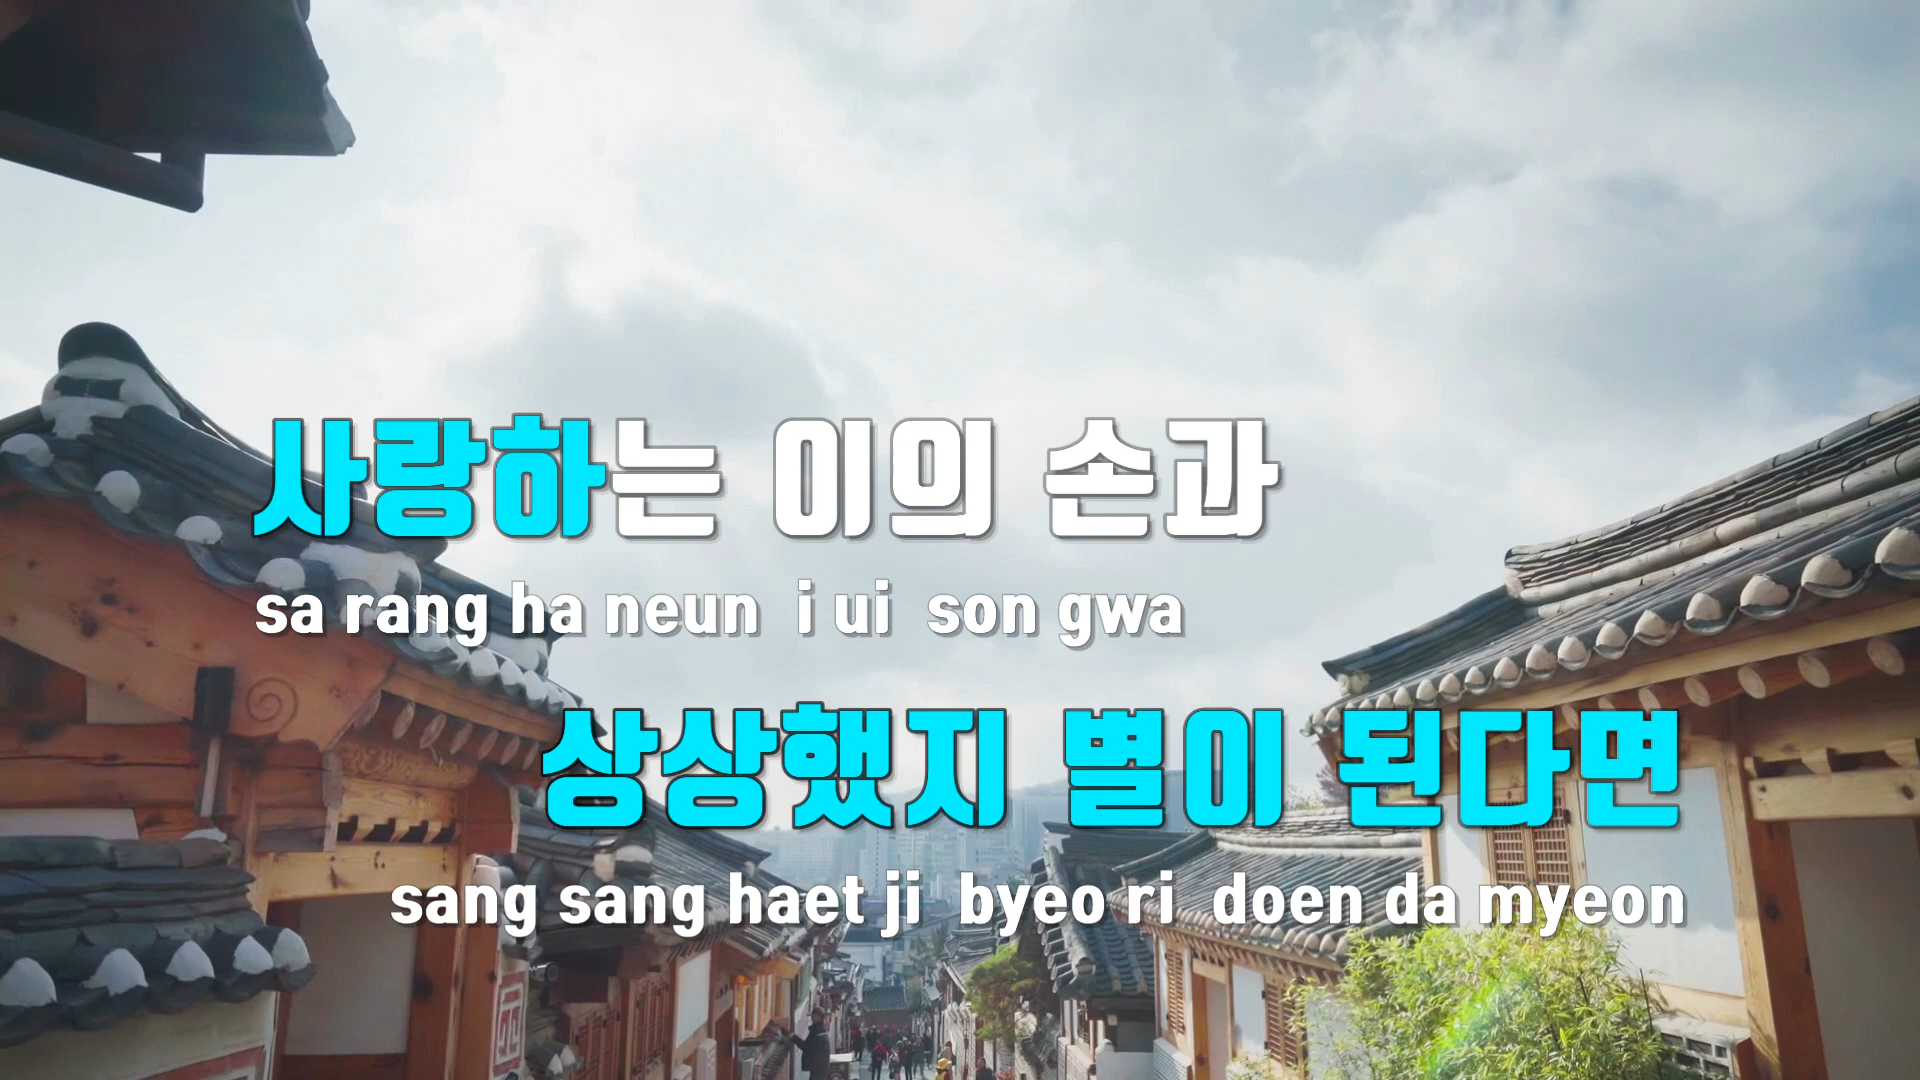 사랑하는 이의 손과
sa rang ha neun i ui son gwa
상상했지 별이 된다면
sang sang haet ji byeo ri doen da myeon